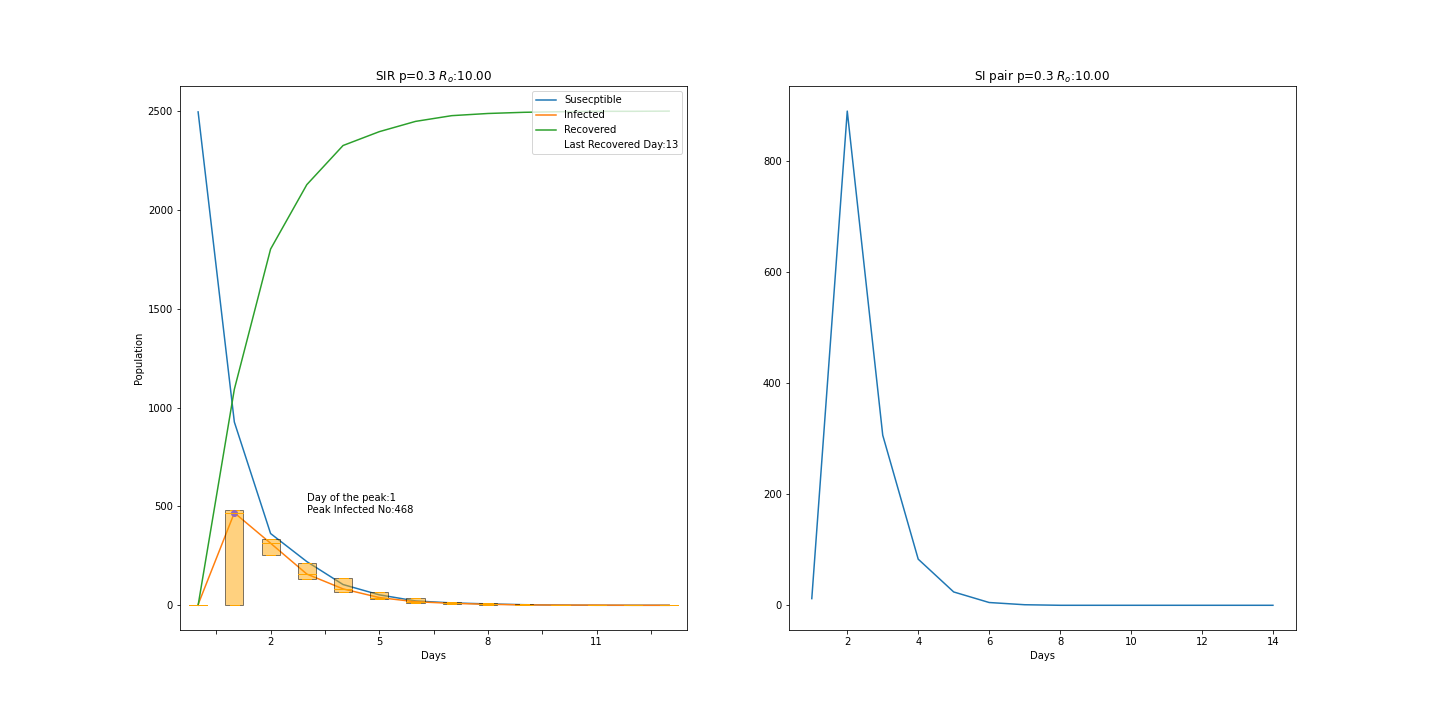 SIR p=0.3 Rₒ:10.00
Susecptible
Infected
Recovered
Last Recovered Day:13
2500
2000
1500
1000
500
0
Population
Day of the peak:1
Peak Infected No:468
2 5 8 11
Days
SI pair p=0.3 Rₒ:10.00
800
600
400
200
0
2 4 6 8 10 12 14
Days